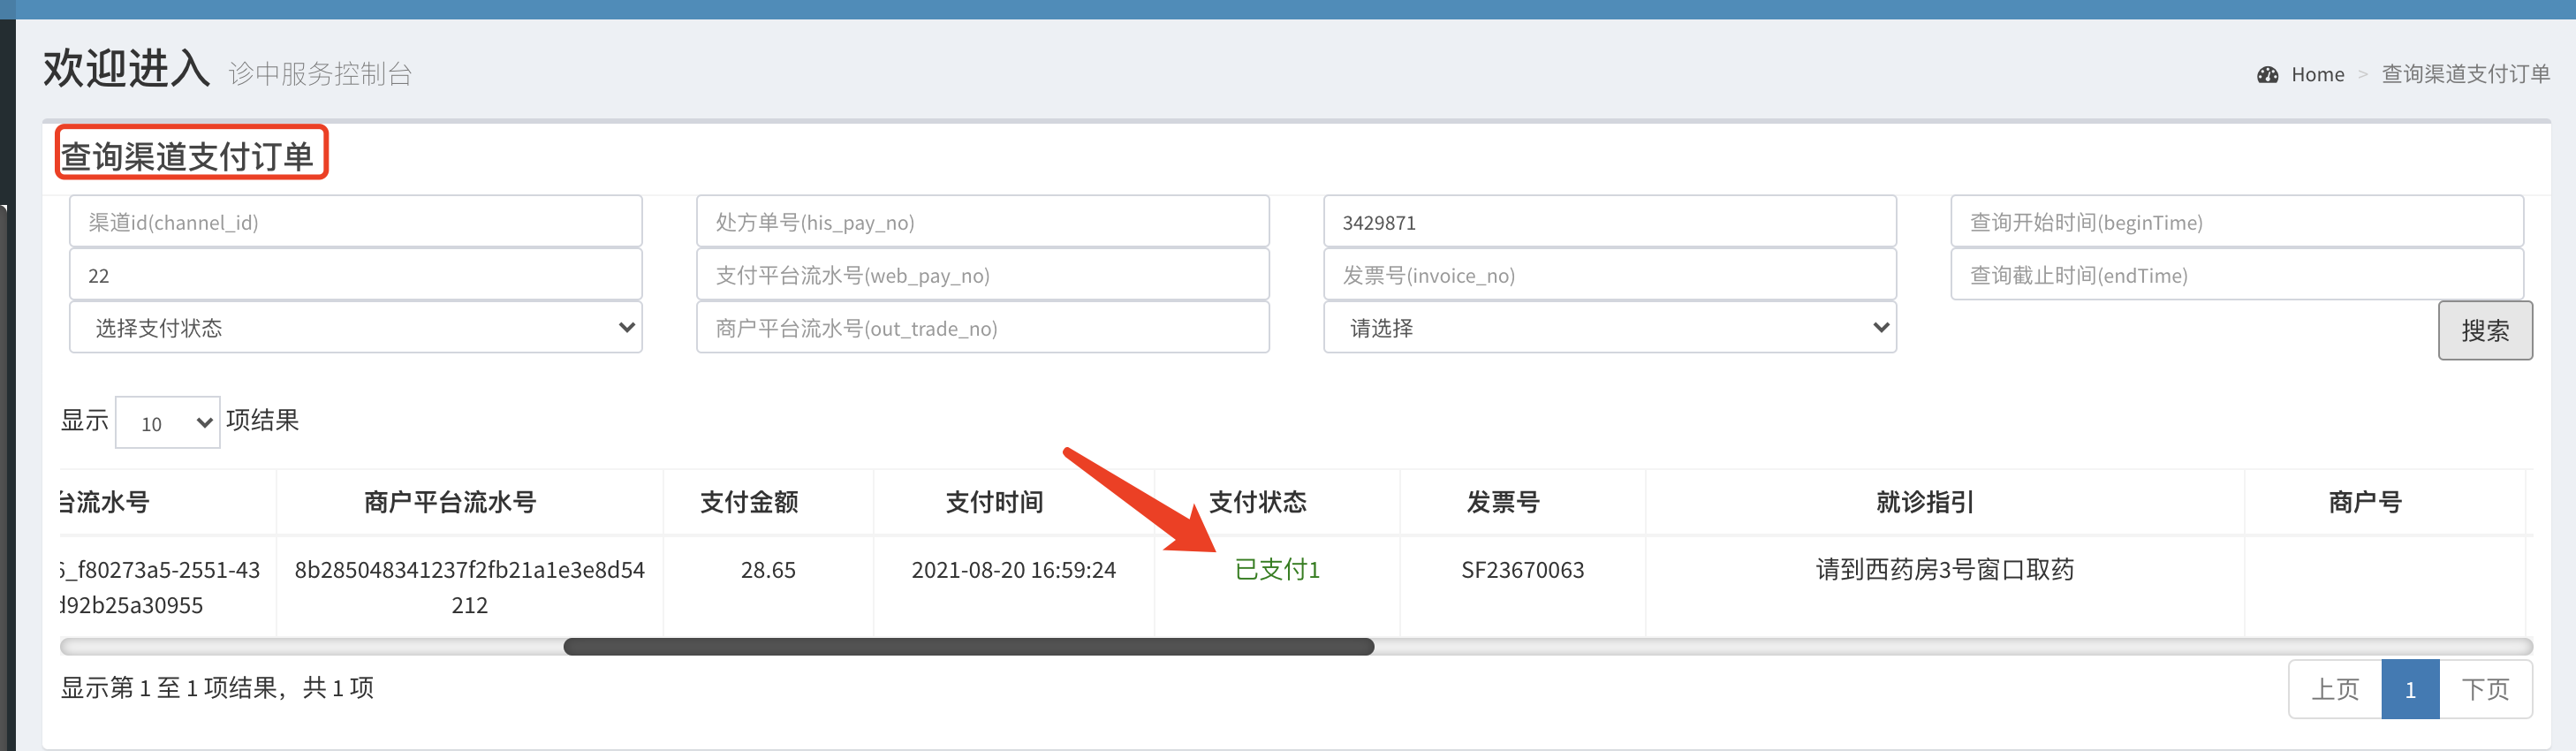 欢迎进入 诊中服务控制台
Home > 查询渠道支付订单
查询渠道支付订单
渠道id(channel_id) 处方单号(his_pay_no) 3429871 查询开始时间(beginTime)
22 支付平台流水号(web_pay_no) 发票号(invoice_no) 查询截止时间(endTime)
选择支付状态 商户平台流水号(out_trade_no) 请选择 搜索
显示 10 项结果
台流水号 商户平台流水号 支付金额 支付时间 支付状态 发票号 就诊指引 商户号
_f80273a5-2551-43 8b285048341237f2fb21a1e3e8d54 28.65 2021-08-20 16:59:24 已支付1 SF23670063 请到西药房3号窗口取药
d92b25a30955 212
显示第 1 至 1 项结果，共 1 项
上页 1 下页